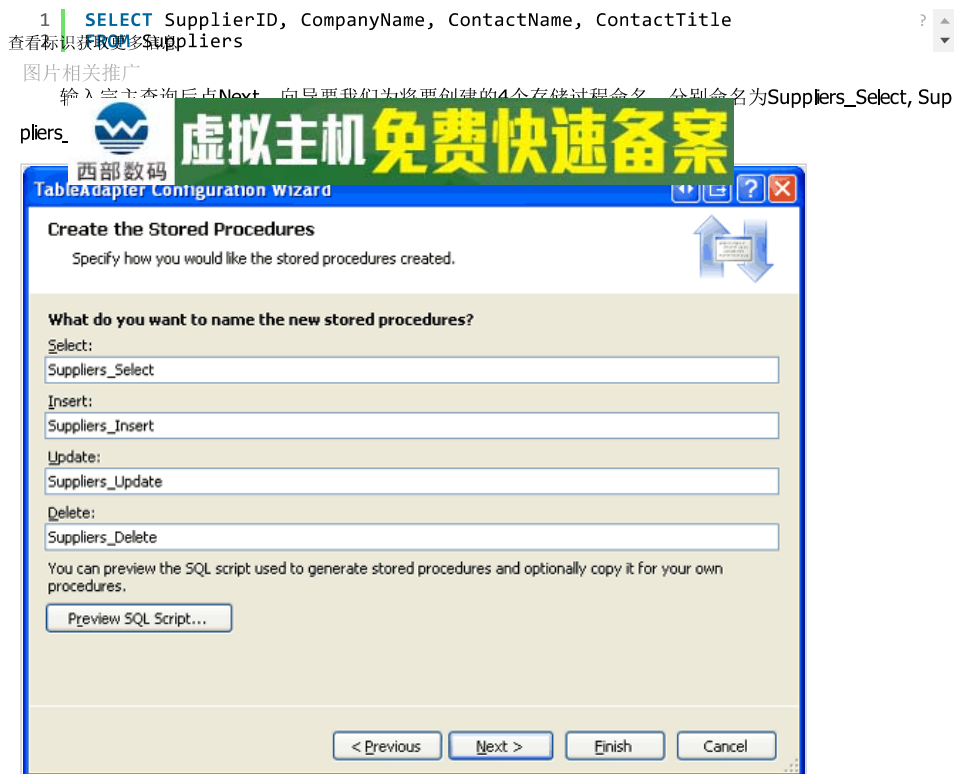 1 SELECT SupplierID, CompanyName, ContactName, ContactTitle ?
2 FROM Suppliers
查看标识获取更多信息
图片相关推广
输入完主查询后点Next，向导要我们为将要创建的4个存储过程命名，分别命名为Suppliers_Select, Sup
pliers_
西部数码
虚拟主机免费快速备案
TableAdapter Configuration Wizard
Create the Stored Procedures
Specify how you would like the stored procedures created.
What do you want to name the new stored procedures?
Select:
Suppliers_Select
Insert:
Suppliers_Insert
Update:
Suppliers_Update
Delete:
Suppliers_Delete
You can preview the SQL script used to generate stored procedures and optionally copy it for your own
procedures.
Preview SQL Script...
< Previous Next > Finish Cancel